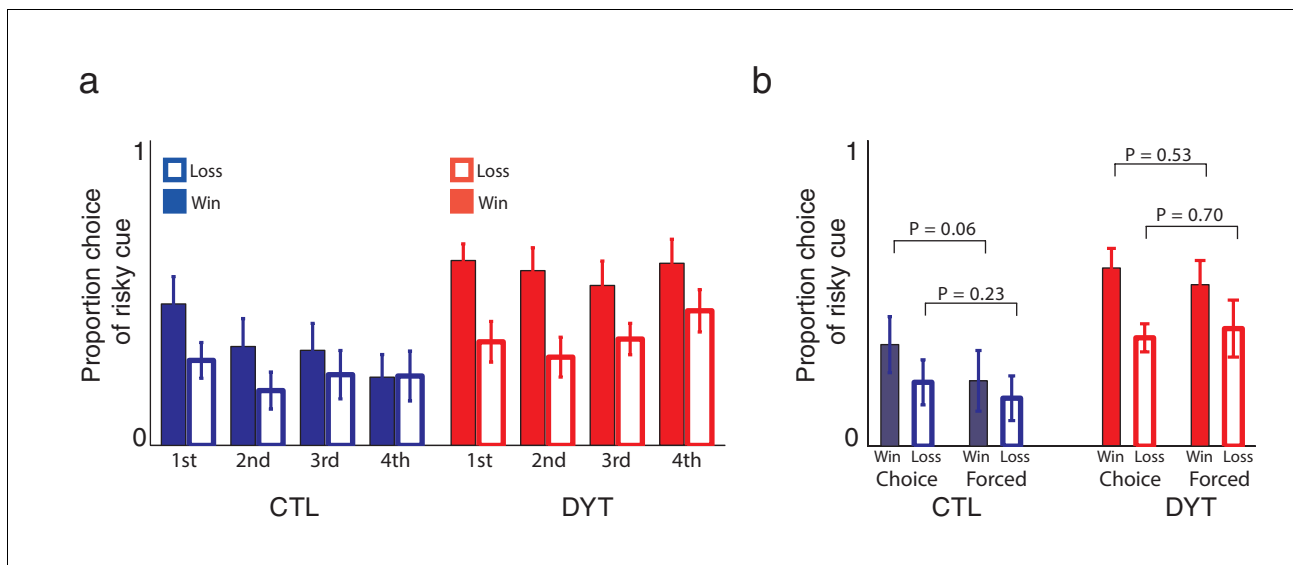 a
b
1
0
Proportion choice
of risky cue
Loss
Win
Loss
Win
1st 2nd 3rd 4th 1st 2nd 3rd 4th
CTL DYT
1
0
Proportion choice
of risky cue
P = 0.53
P = 0.70
P = 0.06
P = 0.23
Win Loss Win Loss Win Loss Win Loss
Choice Forced Choice Forced
CTL DYT